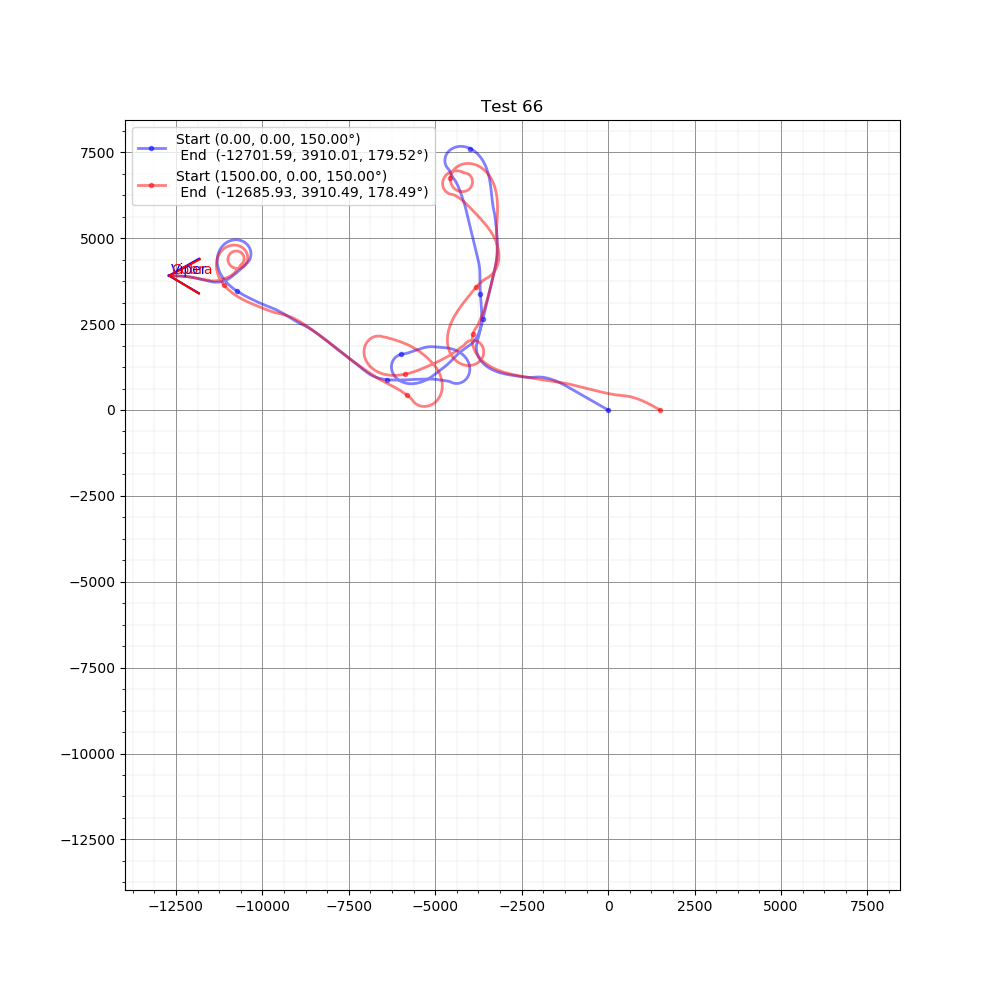 Test 66
Start (0.00, 0.00, 150.00°)
End (-12701.59, 3910.01, 179.52°)
Start (1500.00, 0.00, 150.00°)
End (-12685.93, 3910.49, 178.49°)
7500
5000
2500
0
−2500
−5000
−7500
−10000
−12500
−12500 −10000 −7500 −5000 −2500 0 2500 5000 7500